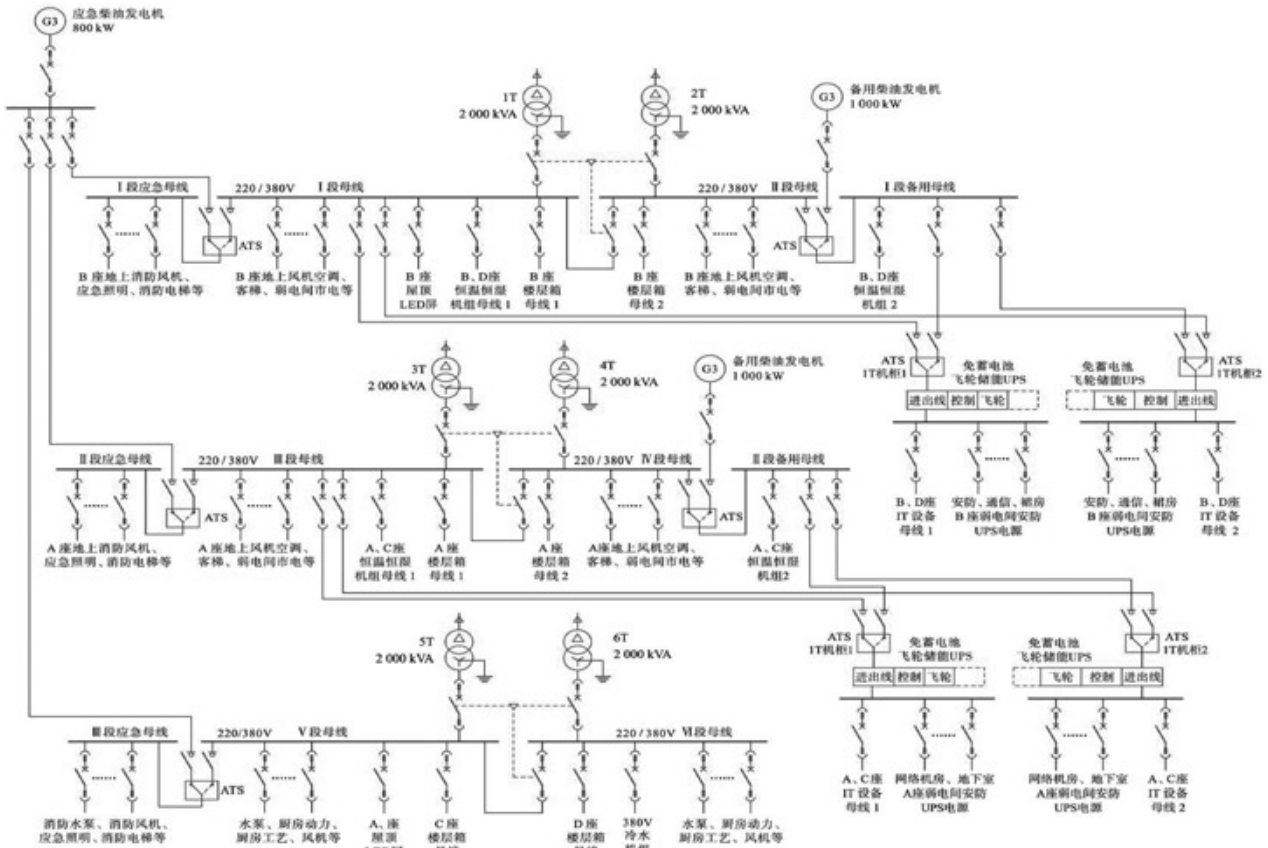 G3
应急柴油发电机
800 kW
1T
2 000 kVA
2T
2 000 kVA
G3
备用柴油发电机
1 000 kW
Ⅰ段应急母线
220/380V
Ⅰ段母线
220/380V
Ⅱ段母线
Ⅰ段备用母线
ATS
ATS
B座地上消防风机、
应急照明、消防电梯等
B座地上风机空调、
客梯、弱电间市电等
B座
屋顶
LED屏
B、D座
恒温恒湿
机组母线1
B座
楼层箱
母线1
B座
楼层箱
母线2
B座地上风机空调、
客梯、弱电间市电等
B、D座
恒温恒湿
机组2
ATS
1T机柜1
免蓄电池
飞轮储能UPS
免蓄电池
飞轮储能UPS
ATS
1T机柜2
进出线
控制
飞轮
飞轮
控制
进出线
B、D座
IT设备
母线1
安防、通信、裙房
B座弱电间安防
UPS电源
安防、通信、裙房
B座弱电间安防
UPS电源
B、D座
IT设备
母线2
3T
2 000 kVA
4T
2 000 kVA
G3
备用柴油发电机
1 000 kW
Ⅱ段应急母线
220/380V
Ⅲ段母线
220/380V
Ⅳ段母线
Ⅱ段备用母线
ATS
ATS
A座地上消防风机、
应急照明、消防电梯等
A座地上风机空调、
客梯、弱电间市电等
A、C座
恒温恒湿
机组母线1
A座
楼层箱
母线1
A座
楼层箱
母线2
A座地上风机空调、
客梯、弱电间市电等
A、C座
恒温恒湿
机组2
ATS
1T机柜1
免蓄电池
飞轮储能UPS
免蓄电池
飞轮储能UPS
ATS
1T机柜2
进出线
控制
飞轮
飞轮
控制
进出线
A、C座
IT设备
母线1
网络机房、地下室
A座弱电间安防
UPS电源
网络机房、地下室
A座弱电间安防
UPS电源
A、C座
IT设备
母线2
5T
2 000 kVA
6T
2 000 kVA
Ⅲ段应急母线
220/380V
Ⅴ段母线
220/380V
Ⅵ段母线
ATS
消防水泵、消防风机、
应急照明、消防电梯等
水泵、厨房动力、
厨房工艺、风机等
A、座
屋顶
C座
楼层箱
D座
楼层箱
380V
冷水
水泵、厨房动力、
厨房工艺、风机等